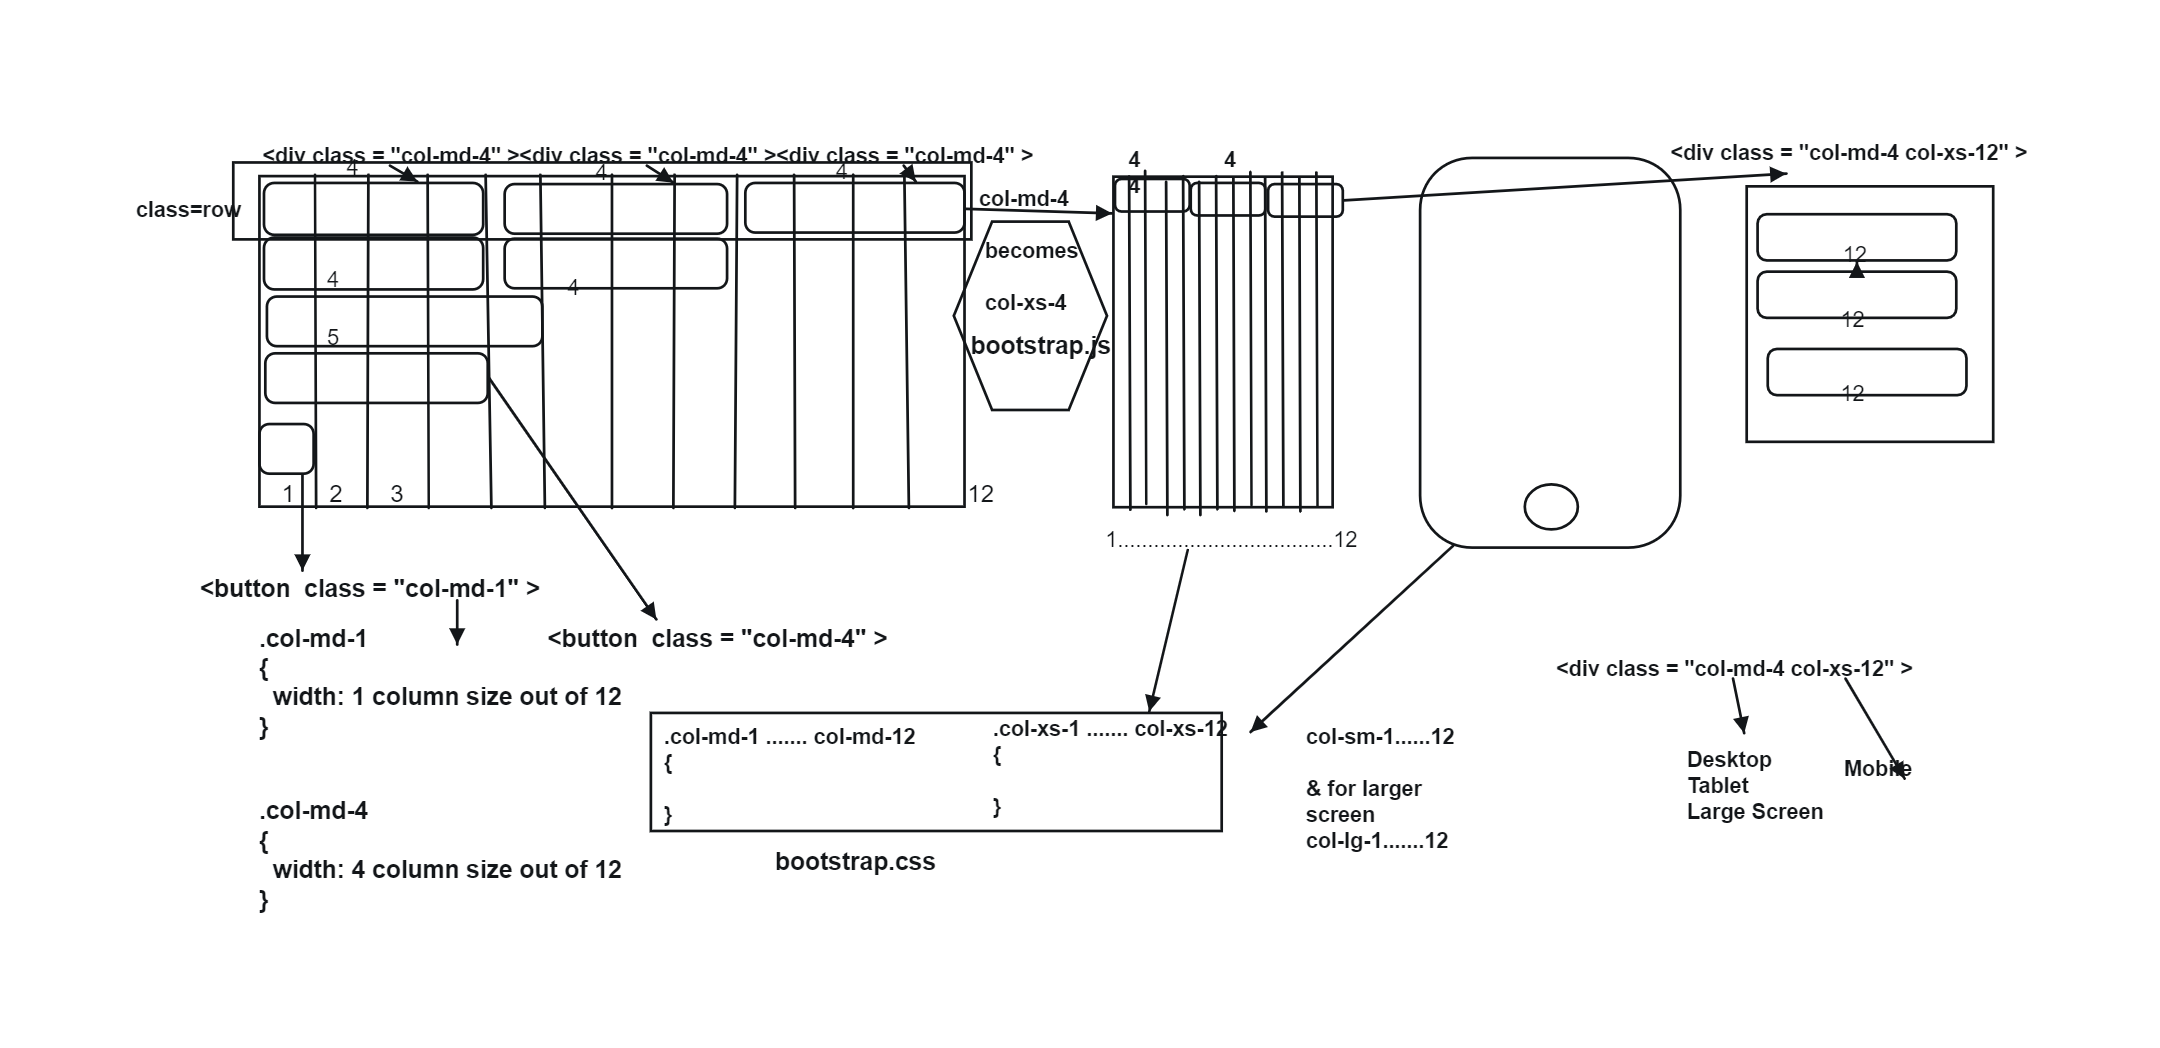 <div class = "col-md-4" ><div class = "col-md-4" ><div class = "col-md-4" >
4 4 4
class=row
4 4
5
1 2 3 12
col-md-4
becomes
col-xs-4
bootstrap.js
4 4
4
1....................................12
<div class = "col-md-4 col-xs-12" >
12
12
12
<button  class = "col-md-1" >
.col-md-1
{
width: 1 column size out of 12
}
<button  class = "col-md-4" >
.col-md-4
{
width: 4 column size out of 12
}
.col-md-1 ....... col-md-12
{
}
.col-xs-1 ....... col-xs-12
{
}
bootstrap.css
col-sm-1......12
& for larger
screen
col-lg-1.......12
<div class = "col-md-4 col-xs-12" >
Desktop
Tablet
Large Screen
Mobile